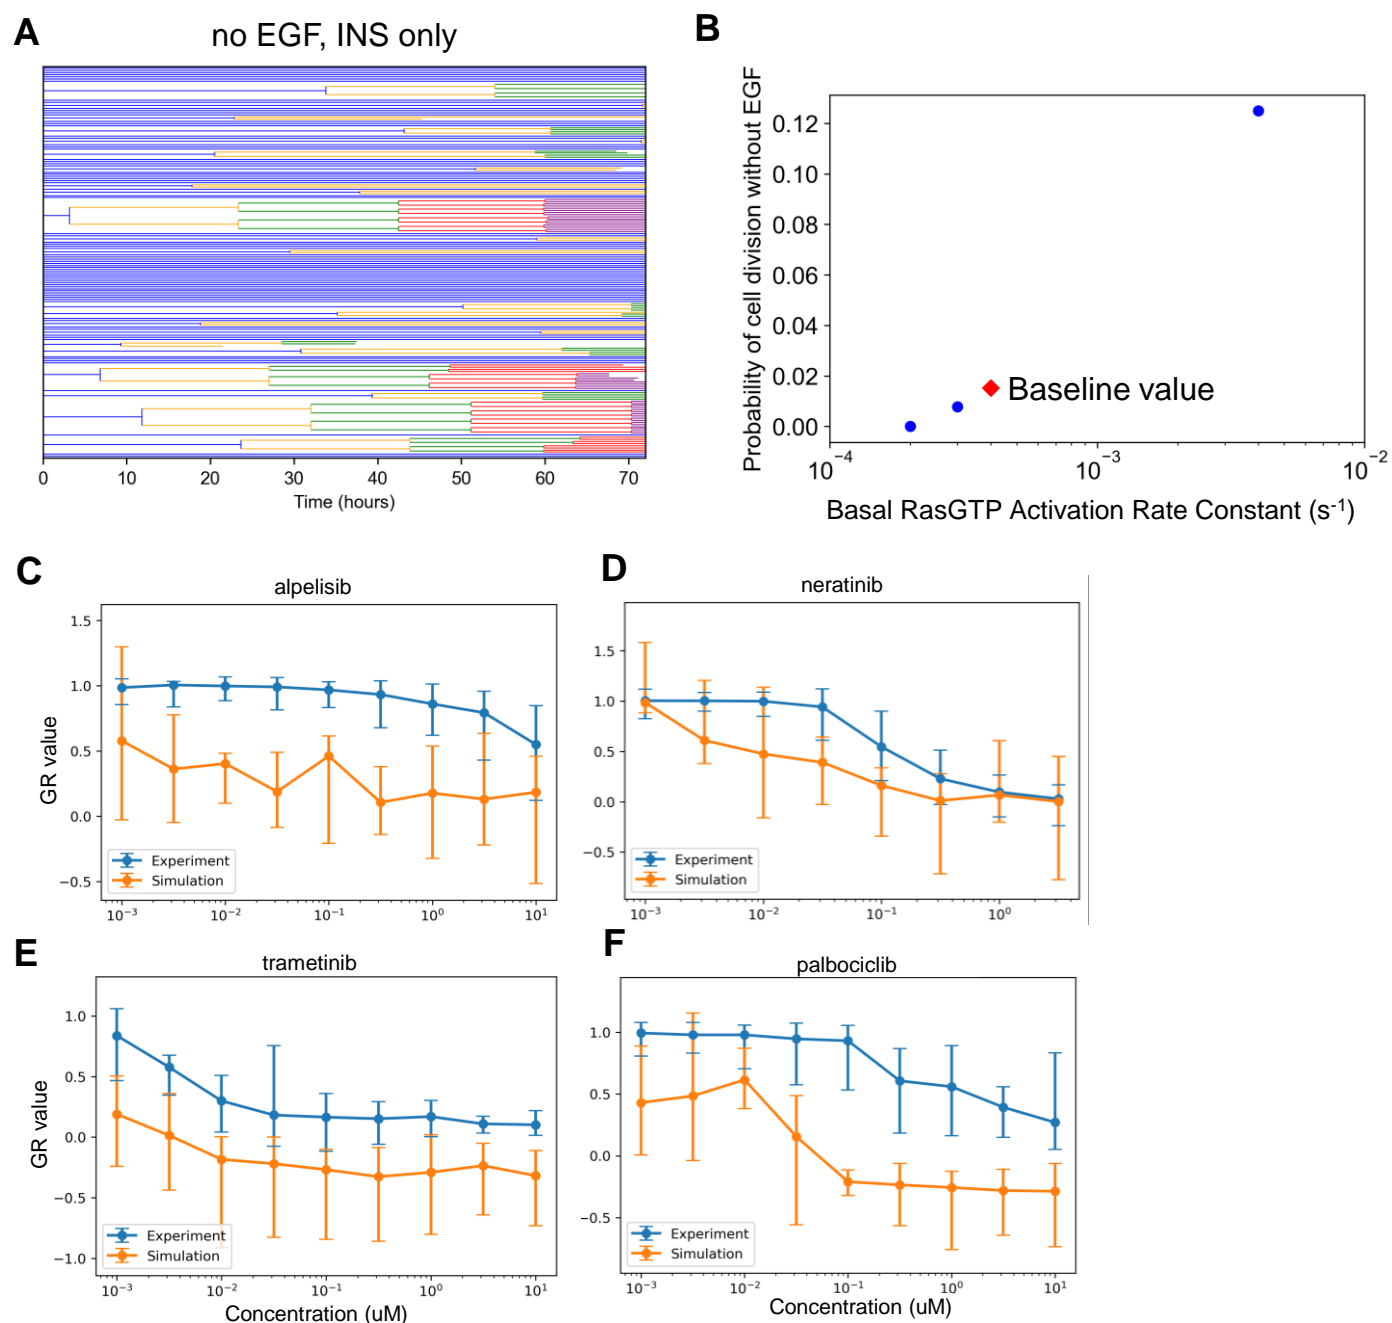 A
no EGF, INS only
0 10 20 30 40 50 60 70
Time (hours)
B
Probability of cell division without EGF
0.12
0.10
0.08
0.06
0.04
0.02
0.00
Baseline value
10⁻⁴ 10⁻³ 10⁻²
Basal RasGTP Activation Rate Constant (s⁻¹)
C
alpelisib
GR value
1.5
1.0
0.5
0.0
−0.5
Experiment
Simulation
10⁻³ 10⁻² 10⁻¹ 10⁰ 10¹
D
neratinib
1.5
1.0
0.5
0.0
−0.5
Experiment
Simulation
10⁻³ 10⁻² 10⁻¹ 10⁰
E
trametinib
GR value
1.0
0.5
0.0
−0.5
−1.0
Experiment
Simulation
10⁻³ 10⁻² 10⁻¹ 10⁰ 10¹
Concentration (uM)
F
palbociclib
1.0
0.5
0.0
−0.5
Experiment
Simulation
10⁻³ 10⁻² 10⁻¹ 10⁰ 10¹
Concentration (uM)